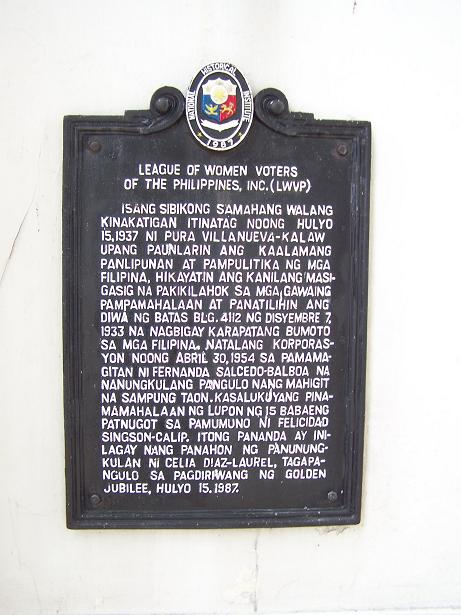 NATIONAL HISTORICAL INSTITUTE
1987
LEAGUE OF WOMEN VOTERS
OF THE PHILIPPINES, INC. (LWVP)
ISANG SIBIKONG SAMAHANG WALANG
KINAKATIGAN ITINATAG NOONG HULYO
15, 1937 NI PURA VILLANUEVA-KALAW
UPANG PAUNLARIN ANG KAALAMANG
PANLIPUNAN AT PAMPULITIKA NG MGA
FILIPINA, HIKAYATIN ANG KANILANG MASI-
GASIG NA PAKIKILAHOK SA MGA GAWAING
PAMPAMAHALAAN AT PANATILIHIN ANG
DIWA NG BATAS BLG. 4112 NG DISYEMBRE 7,
1933 NA NAGBIGAY KARAPATANG BUMOTO
SA MGA FILIPINA. NATALANG KORPORAS-
YON NOONG ABRIL 30, 1954 SA PAMAMA-
GITAN NI FERNANDA SALCEDO-BALBOA NA
NANUNGKULANG PANGULO NANG MAHIGIT
NA SAMPUNG TAON. KASALUKUYANG PINA-
MAMAHALAAN NG LUPON NG 15 BABAENG
PATNUGOT SA PAMUMUNO NI FELICIDAD
SINGSON-CALIP. ITONG PANANDA AY INI-
LAGAY NANG PANAHON NG PANUNUNG-
KULAN NI CELIA DIAZ-LAUREL, TAGAPA-
NGULO SA PAGDIRIWANG NG GOLDEN
JUBILEE, HULYO 15, 1987.